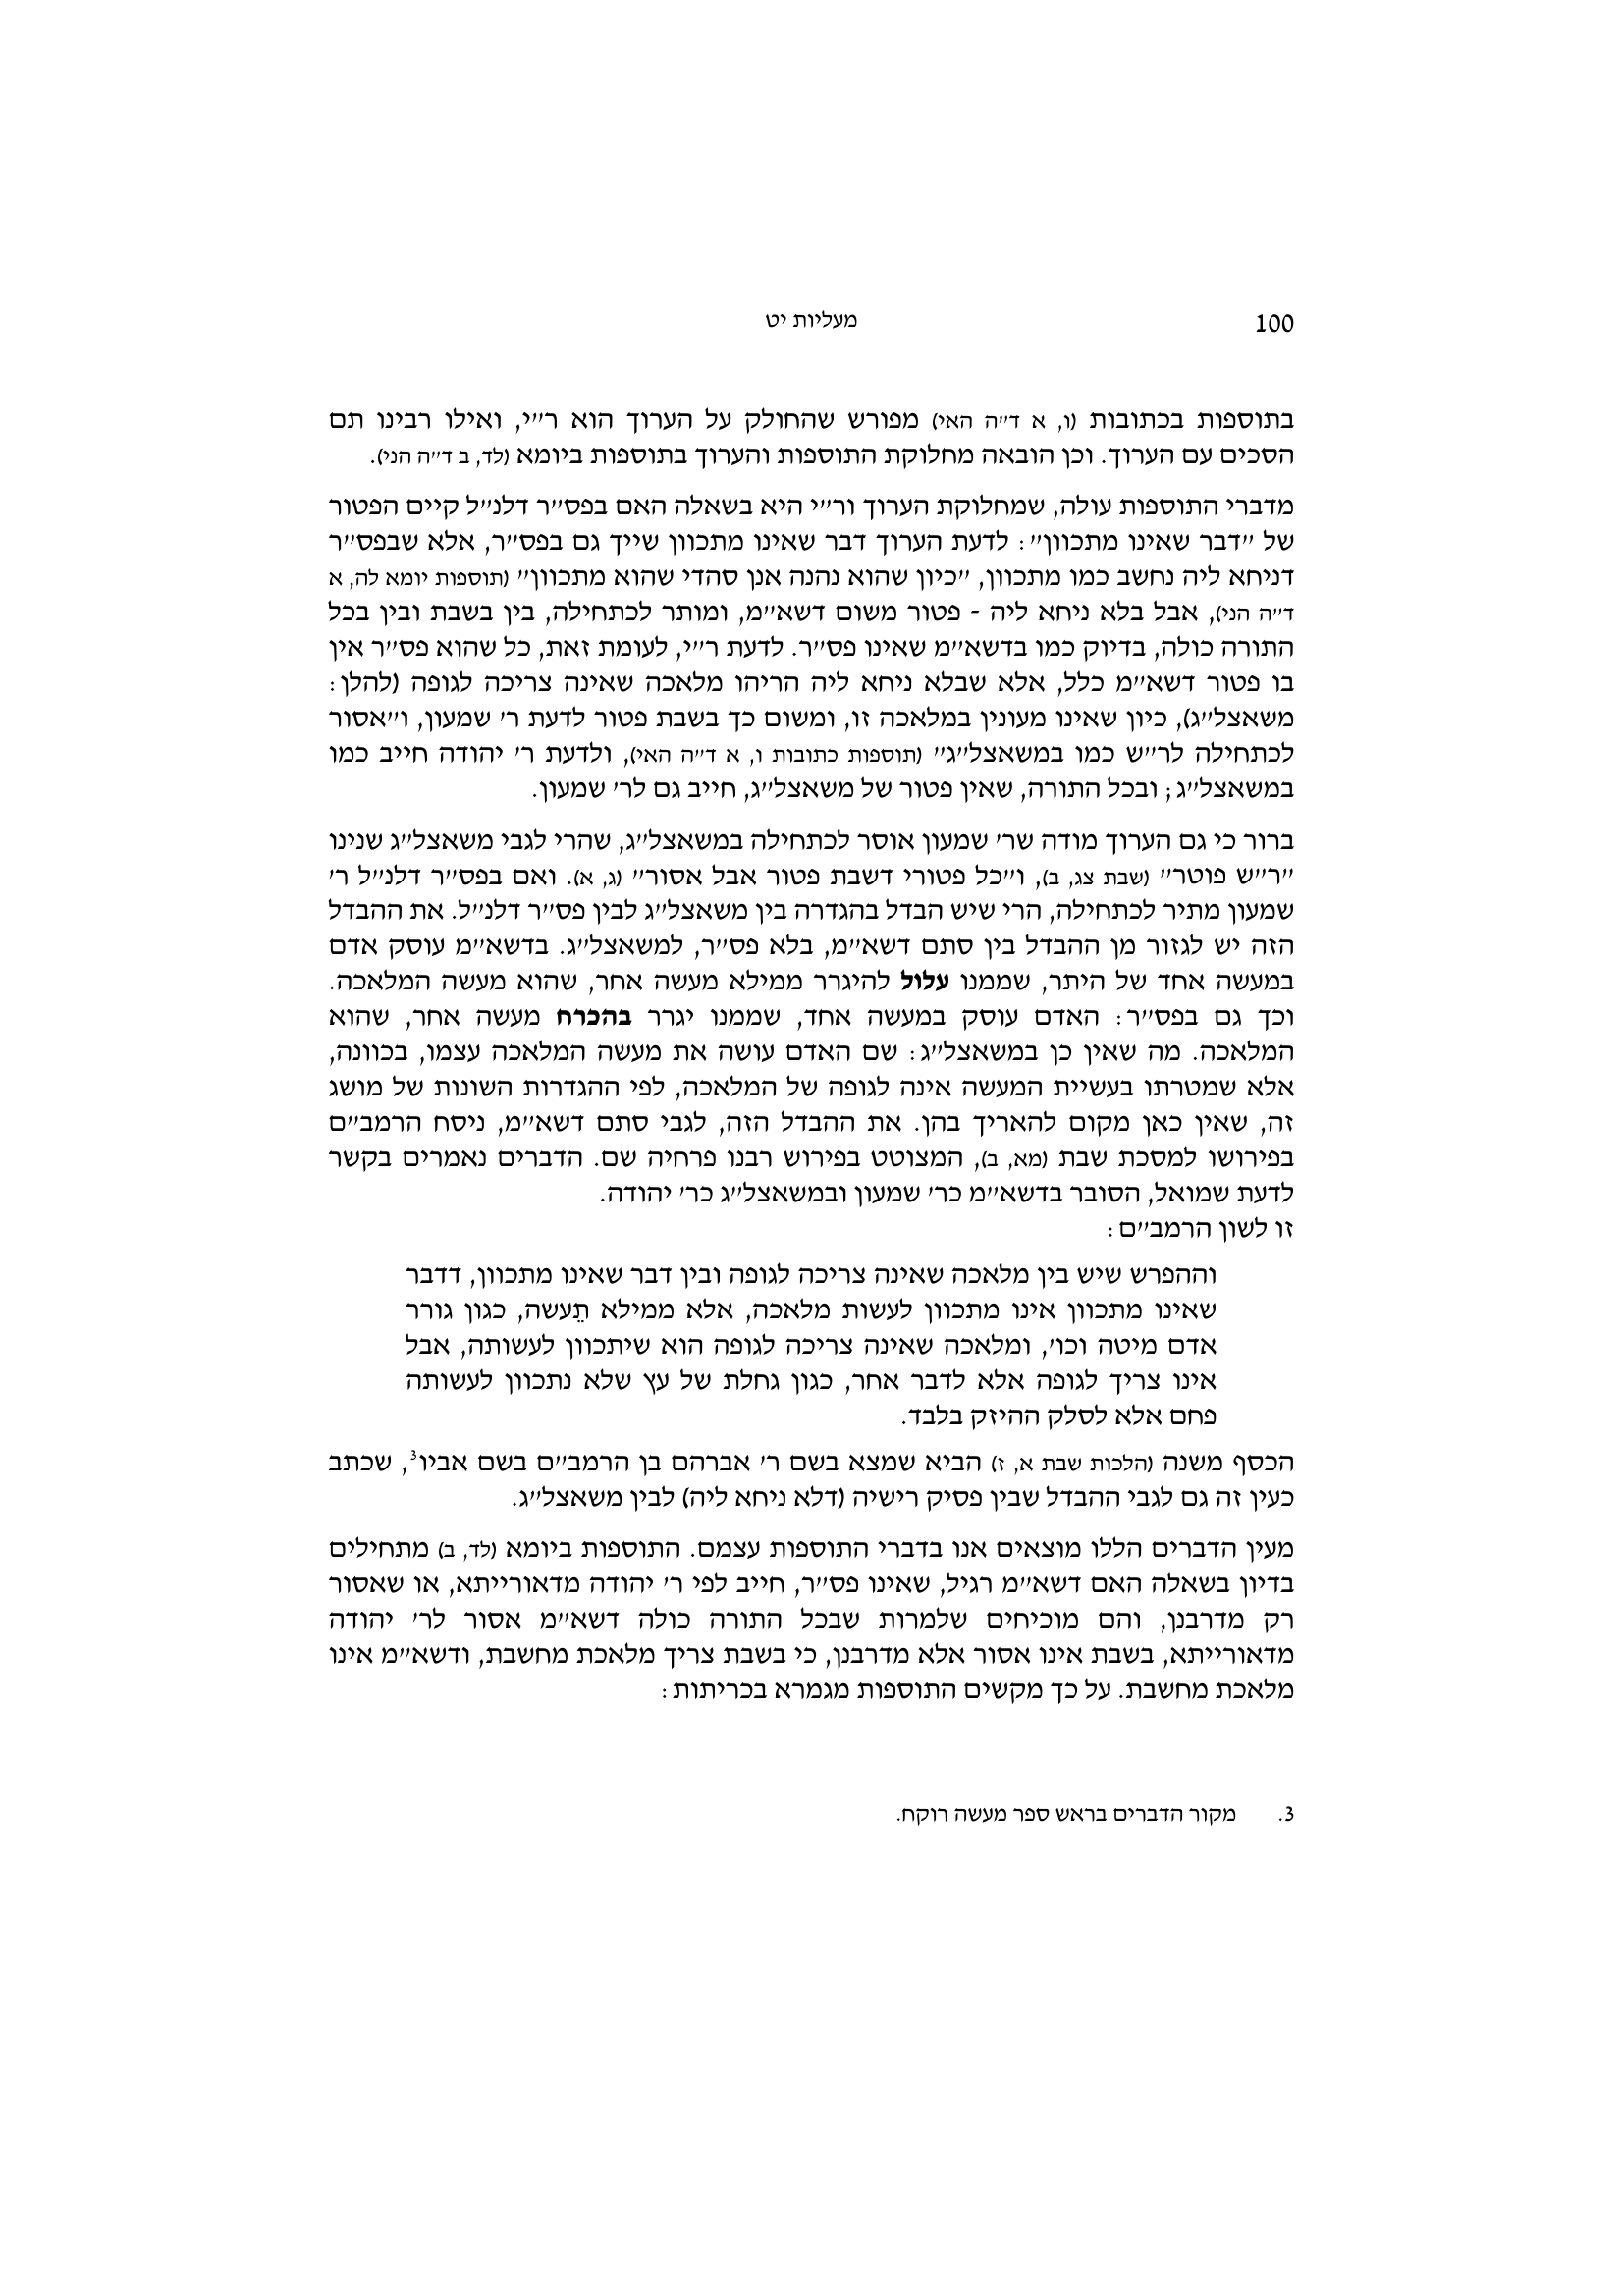 100
מעליות יט
בתוספות בכתובות (ו, א ד״ה האי) מפורש שהחולק על הערוך הוא ר״י, ואילו רבינו תם
הסכים עם הערוך. וכן הובאה מחלוקת התוספות והערוך בתוספות ביומא (לד, ב ד״ה הני).
מדברי התוספות עולה, שמחלוקת הערוך ור״י היא בשאלה האם בפס״ר דלנ״ל קיים הפטור
של ״דבר שאינו מתכוון״: לדעת הערוך דבר שאינו מתכוון שייך גם בפס״ר, אלא שבפס״ר
דניחא ליה נחשב כמו מתכוון, ״כיון שהוא נהנה אנן סהדי שהוא מתכוון״ (תוספות יומא לה, א
ד״ה הני), אבל בלא ניחא ליה - פטור משום דשא״מ, ומותר לכתחילה, בין בשבת ובין בכל
התורה כולה, בדיוק כמו בדשא״מ שאינו פס״ר. לדעת ר״י, לעומת זאת, כל שהוא פס״ר אין
בו פטור דשא״מ כלל, אלא שבלא ניחא ליה הריהו מלאכה שאינה צריכה לגופה (להלן:
משאצל״ג), כיון שאינו מעונין במלאכה זו, ומשום כך בשבת פטור לדעת ר׳ שמעון, ו״אסור
לכתחילה לר״ש כמו במשאצל״ג״ (תוספות כתובות ו, א ד״ה האי), ולדעת ר׳ יהודה חייב כמו
במשאצל״ג; ובכל התורה, שאין פטור של משאצל״ג, חייב גם לר׳ שמעון.
ברור כי גם הערוך מודה שר׳ שמעון אוסר לכתחילה במשאצל״ג, שהרי לגבי משאצל״ג שנינו
״ר״ש פוטר״ (שבת צג, ב), ו״כל פטורי דשבת פטור אבל אסור״ (ג, א). ואם בפס״ר דלנ״ל ר׳
שמעון מתיר לכתחילה, הרי שיש הבדל בהגדרה בין משאצל״ג לבין פס״ר דלנ״ל. את ההבדל
הזה יש לגזור מן ההבדל בין סתם דשא״מ, בלא פס״ר, למשאצל״ג. בדשא״מ עוסק אדם
במעשה אחד של היתר, שממנו עלול להיגרר ממילא מעשה אחר, שהוא מעשה המלאכה.
וכך גם בפס״ר: האדם עוסק במעשה אחד, שממנו יגרר בהכרח מעשה אחר, שהוא
המלאכה. מה שאין כן במשאצל״ג: שם האדם עושה את מעשה המלאכה עצמו, בכוונה,
אלא שמטרתו בעשיית המעשה אינה לגופה של המלאכה, לפי ההגדרות השונות של מושג
זה, שאין כאן מקום להאריך בהן. את ההבדל הזה, לגבי סתם דשא״מ, ניסח הרמב״ם
בפירושו למסכת שבת (מא, ב), המצוטט בפירוש רבנו פרחיה שם. הדברים נאמרים בקשר
לדעת שמואל, הסובר בדשא״מ כר׳ שמעון ובמשאצל״ג כר׳ יהודה.
זו לשון הרמב״ם:
וההפרש שיש בין מלאכה שאינה צריכה לגופה ובין דבר שאינו מתכוון, דדבר
שאינו מתכוון אינו מתכוון לעשות מלאכה, אלא ממילא תֵעשה, כגון גורר
אדם מיטה וכו׳, ומלאכה שאינה צריכה לגופה הוא שיתכוון לעשותה, אבל
אינו צריך לגופה אלא לדבר אחר, כגון גחלת של עץ שלא נתכוון לעשותה
פחם אלא לסלק ההיזק בלבד.
הכסף משנה (הלכות שבת א, ז) הביא שמצא בשם ר׳ אברהם בן הרמב״ם בשם אביו³, שכתב
כעין זה גם לגבי ההבדל שבין פסיק רישיה (דלא ניחא ליה) לבין משאצל״ג.
מעין הדברים הללו מוצאים אנו בדברי התוספות עצמם. התוספות ביומא (לד, ב) מתחילים
בדיון בשאלה האם דשא״מ רגיל, שאינו פס״ר, חייב לפי ר׳ יהודה מדאורייתא, או שאסור
רק מדרבנן, והם מוכיחים שלמרות שבכל התורה כולה דשא״מ אסור לר׳ יהודה
מדאורייתא, בשבת אינו אסור אלא מדרבנן, כי בשבת צריך מלאכת מחשבת, ודשא״מ אינו
מלאכת מחשבת. על כך מקשים התוספות מגמרא בכריתות:
3. מקור הדברים בראש ספר מעשה רוקח.